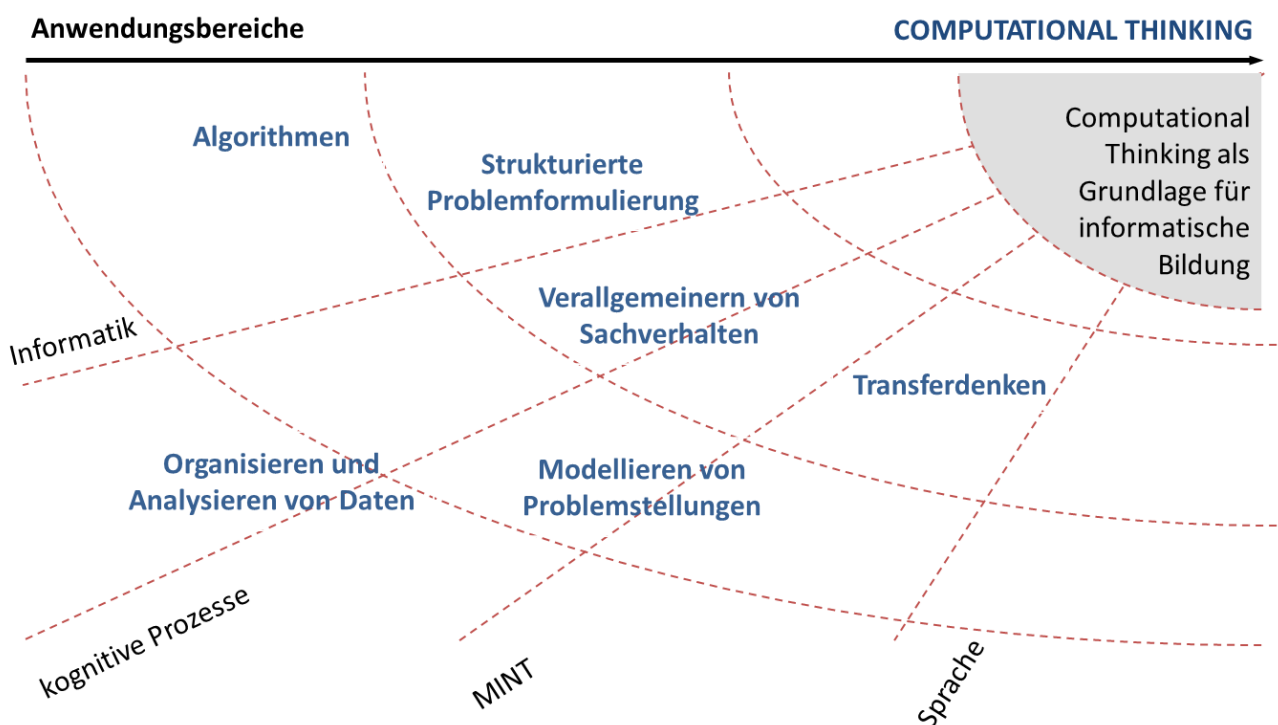 Anwendungsbereiche
COMPUTATIONAL THINKING
Algorithmen
Strukturierte
Problemformulierung
Computational
Thinking als
Grundlage für
informatische
Bildung
Verallgemeinern von
Sachverhalten
Informatik
Transferdenken
Organisieren und
Analysieren von Daten
Modellieren von
Problemstellungen
kognitive Prozesse
MINT
Sprache